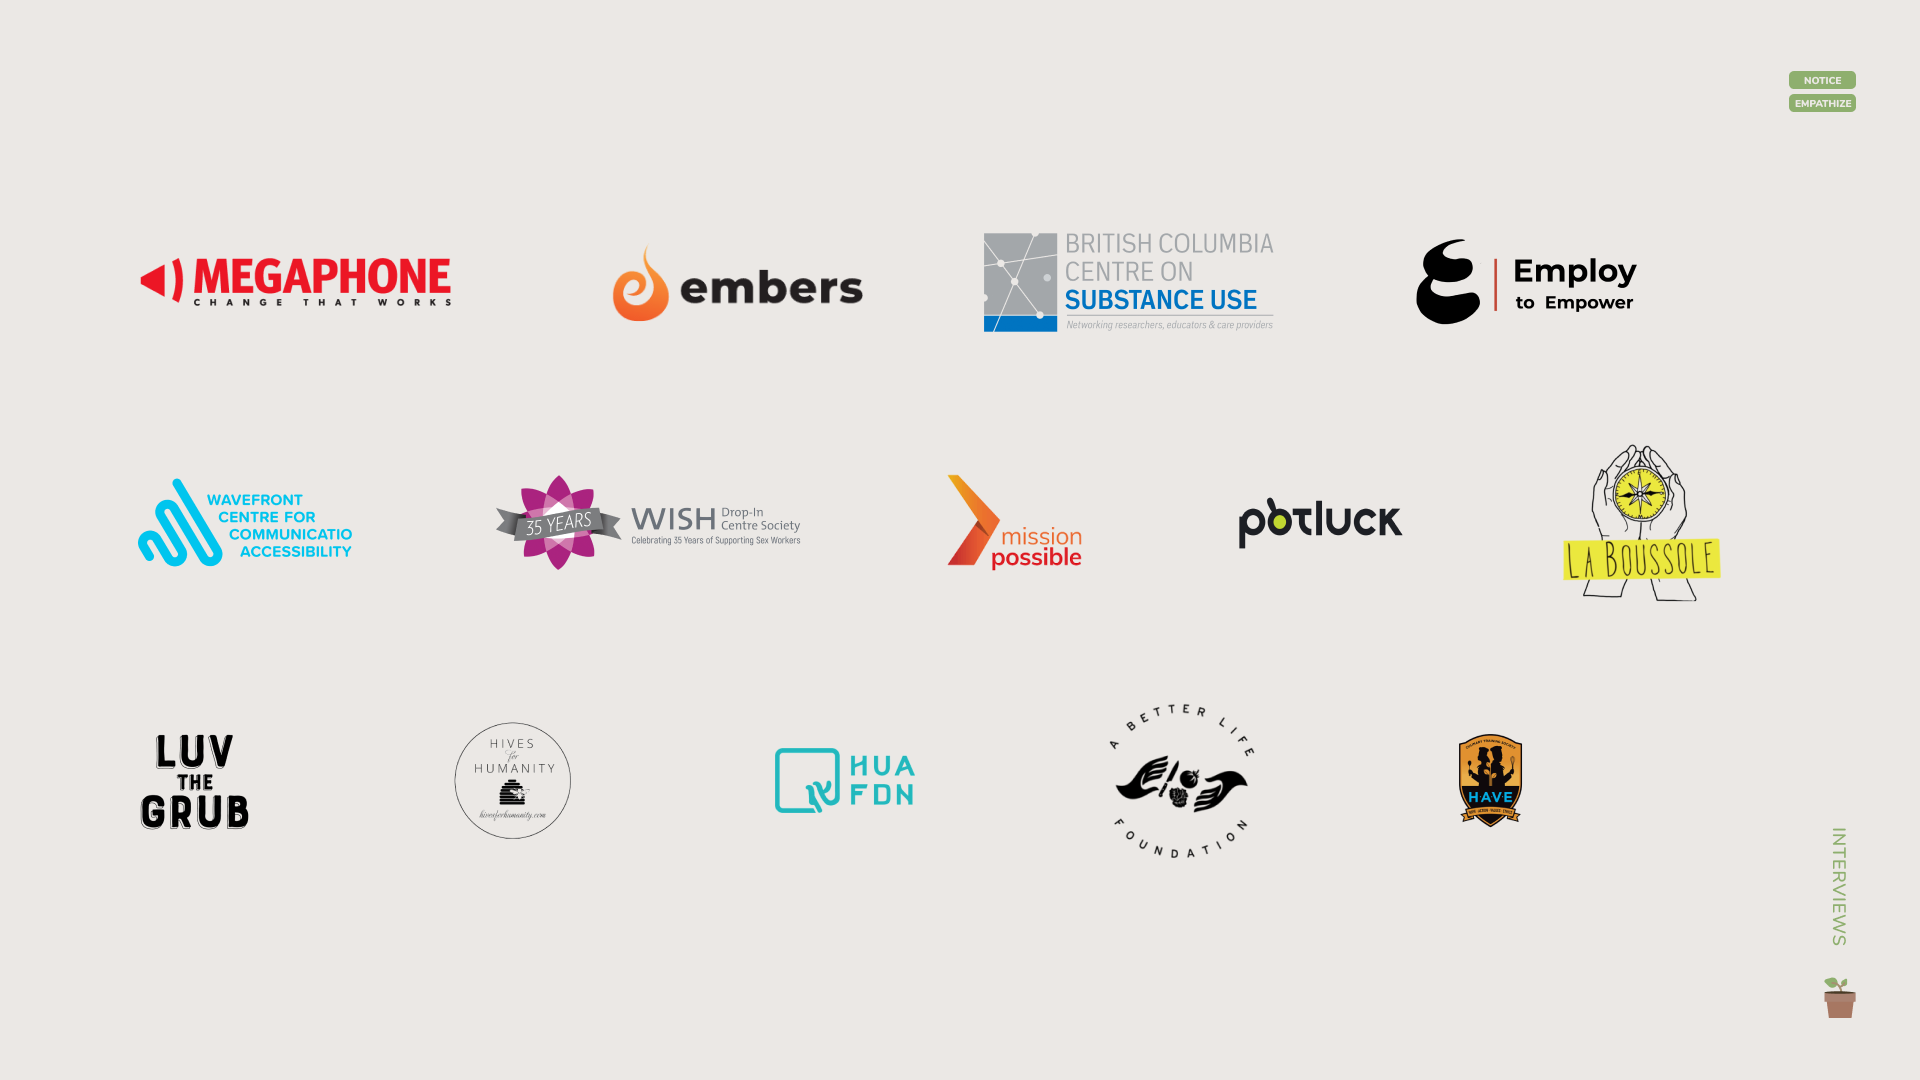 NOTICE
EMPATHIZE
MEGAPHONE
CHANGE THAT WORKS
embers
BRITISH COLUMBIA
CENTRE ON
SUBSTANCE USE
Networking researchers, educators & care providers
Employ
to Empower
WAVEFRONT
CENTRE FOR
COMMUNICATIO
ACCESSIBILITY
35 YEARS
WISH Drop-In
Centre Society
Celebrating 35 Years of Supporting Sex Workers
mission
possible
potluck
LA BOUSSOLE
LUV
THE
GRUB
HIVES
for
HUMANITY
hivesforhumanity.com
HUA
FDN
A BETTER LIFE
FOUNDATION
HAVE
INTERVIEWS